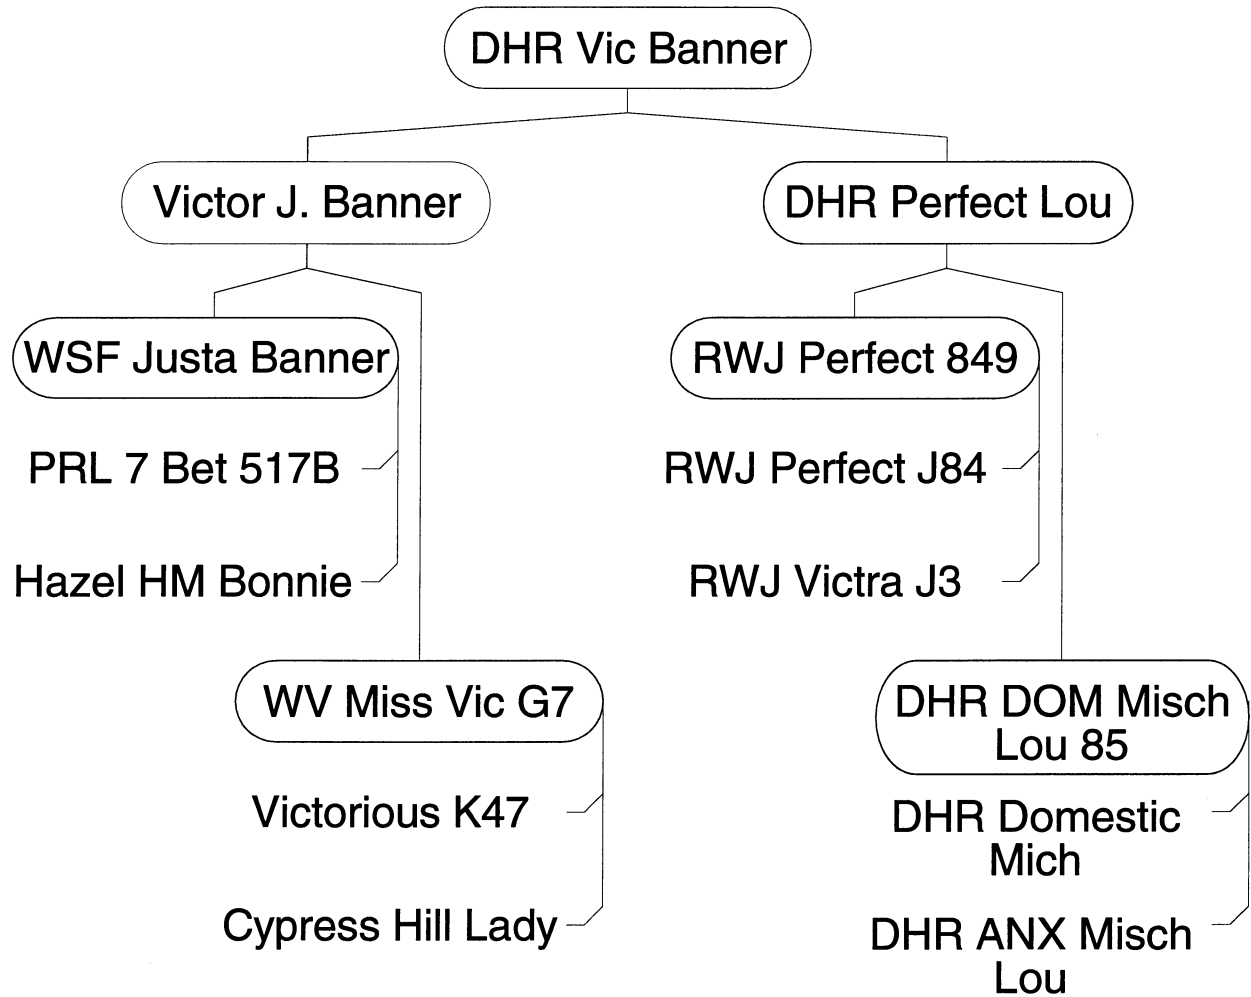 DHR Vic Banner
Victor J. Banner
DHR Perfect Lou
WSF Justa Banner
RWJ Perfect 849
PRL 7 Bet 517B
RWJ Perfect J84
Hazel HM Bonnie
RWJ Victra J3
WV Miss Vic G7
DHR DOM Misch
Lou 85
Victorious K47
DHR Domestic
Mich
Cypress Hill Lady
DHR ANX Misch
Lou